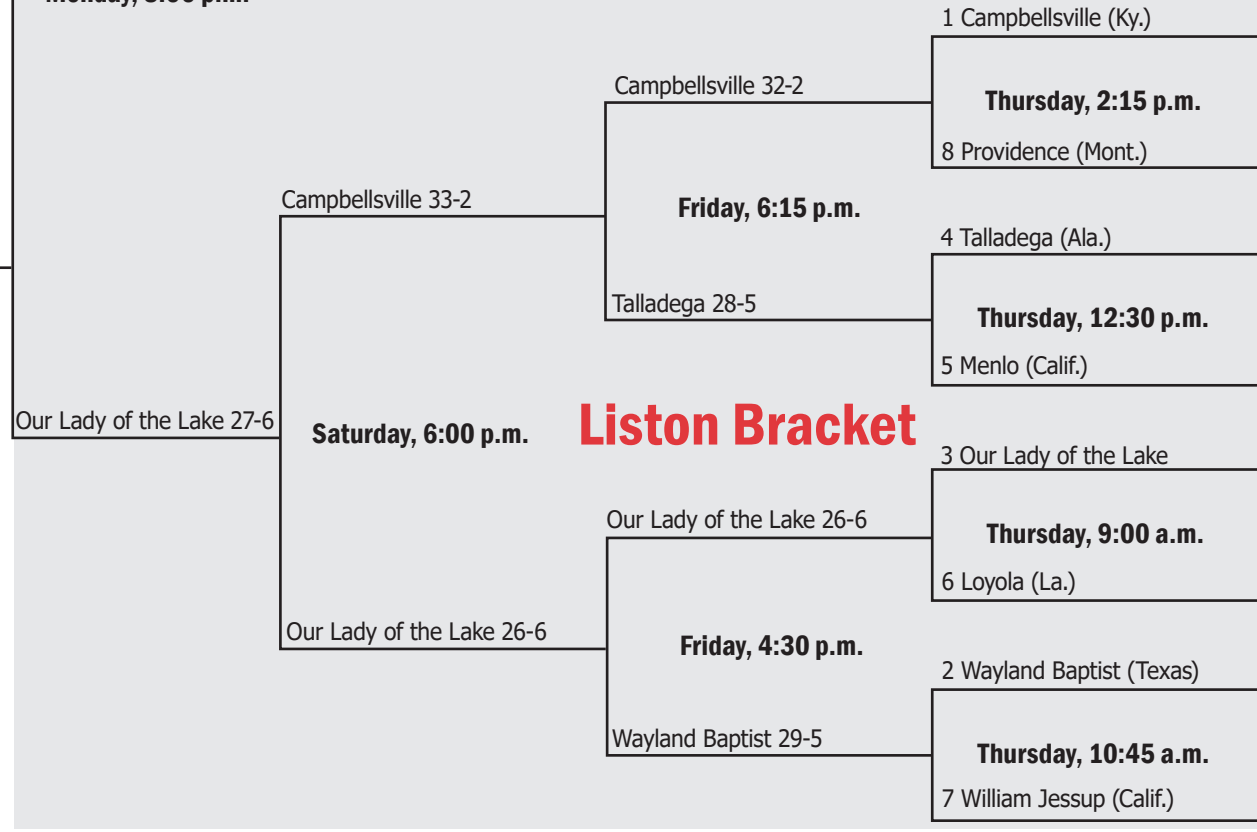 1 Campbellsville (Ky.)
Campbellsville 32-2
Thursday, 2:15 p.m.
8 Providence (Mont.)
Campbellsville 33-2
Friday, 6:15 p.m.
4 Talladega (Ala.)
Talladega 28-5
Thursday, 12:30 p.m.
5 Menlo (Calif.)
Our Lady of the Lake 27-6
Saturday, 6:00 p.m.
Liston Bracket
3 Our Lady of the Lake
Our Lady of the Lake 26-6
Thursday, 9:00 a.m.
6 Loyola (La.)
Our Lady of the Lake 26-6
Friday, 4:30 p.m.
2 Wayland Baptist (Texas)
Wayland Baptist 29-5
Thursday, 10:45 a.m.
7 William Jessup (Calif.)